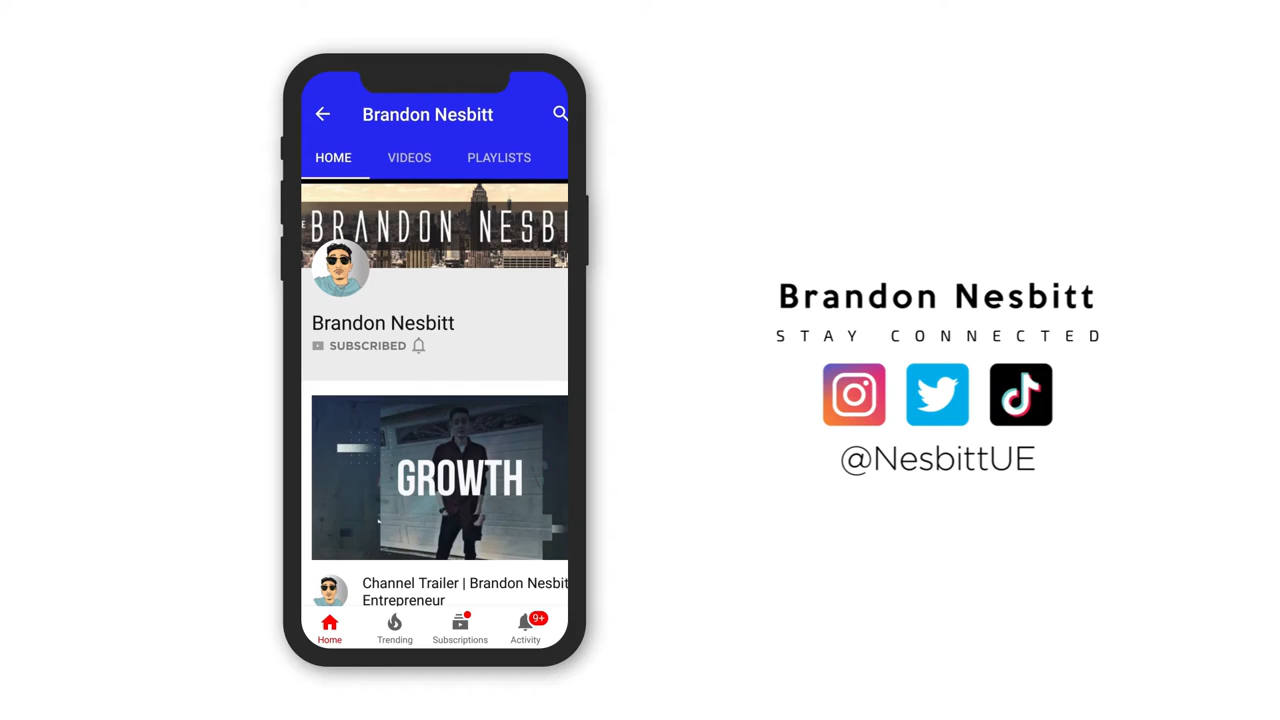 Brandon Nesbitt
HOME VIDEOS PLAYLISTS
BRANDON NESBI
Brandon Nesbitt
SUBSCRIBED
GROWTH
Channel Trailer | Brandon Nesbit
Entrepreneur
9+
Home Trending Subscriptions Activity
Brandon Nesbitt
STAY CONNECTED
@NesbittUE